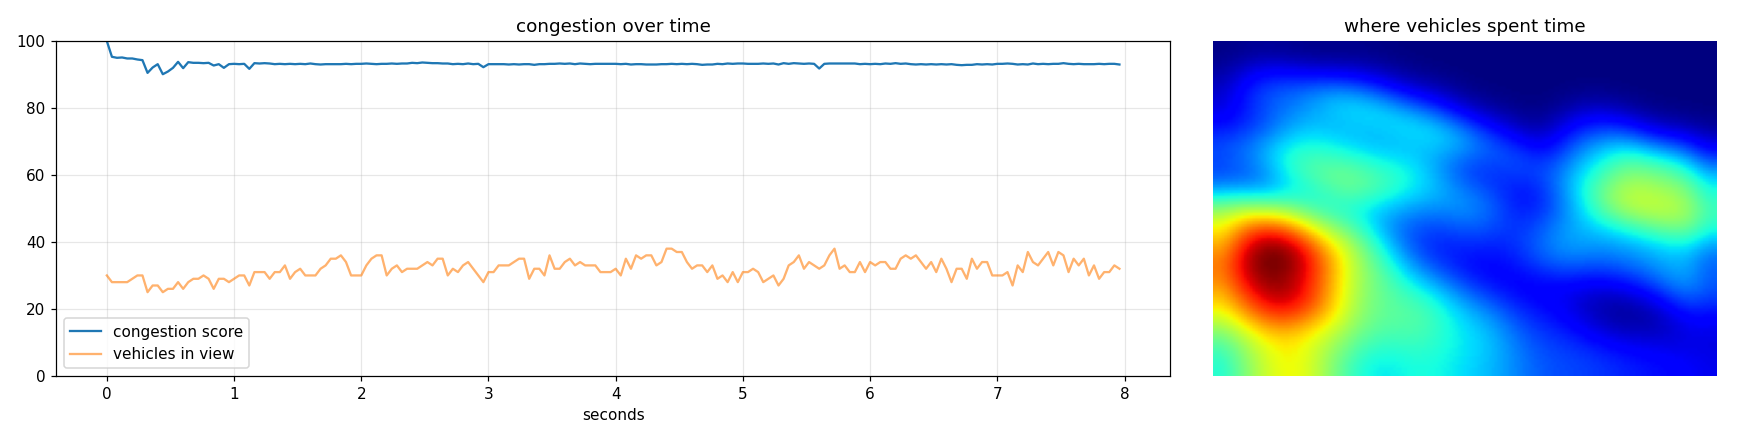 congestion over time
100
80
60
40
20
0
congestion score
vehicles in view
0 1 2 3 4 5 6 7 8
seconds
where vehicles spent time